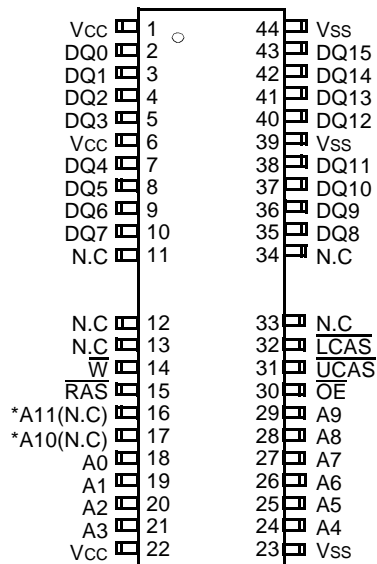 VCC 1 44 VSS
DQ0 2 43 DQ15
DQ1 3 42 DQ14
DQ2 4 41 DQ13
DQ3 5 40 DQ12
VCC 6 39 VSS
DQ4 7 38 DQ11
DQ5 8 37 DQ10
DQ6 9 36 DQ9
DQ7 10 35 DQ8
N.C 11 34 N.C
N.C 12 33 N.C
N.C 13 32 LCAS
W 14 31 UCAS
RAS 15 30 OE
*A11(N.C) 16 29 A9
*A10(N.C) 17 28 A8
A0 18 27 A7
A1 19 26 A6
A2 20 25 A5
A3 21 24 A4
VCC 22 23 VSS